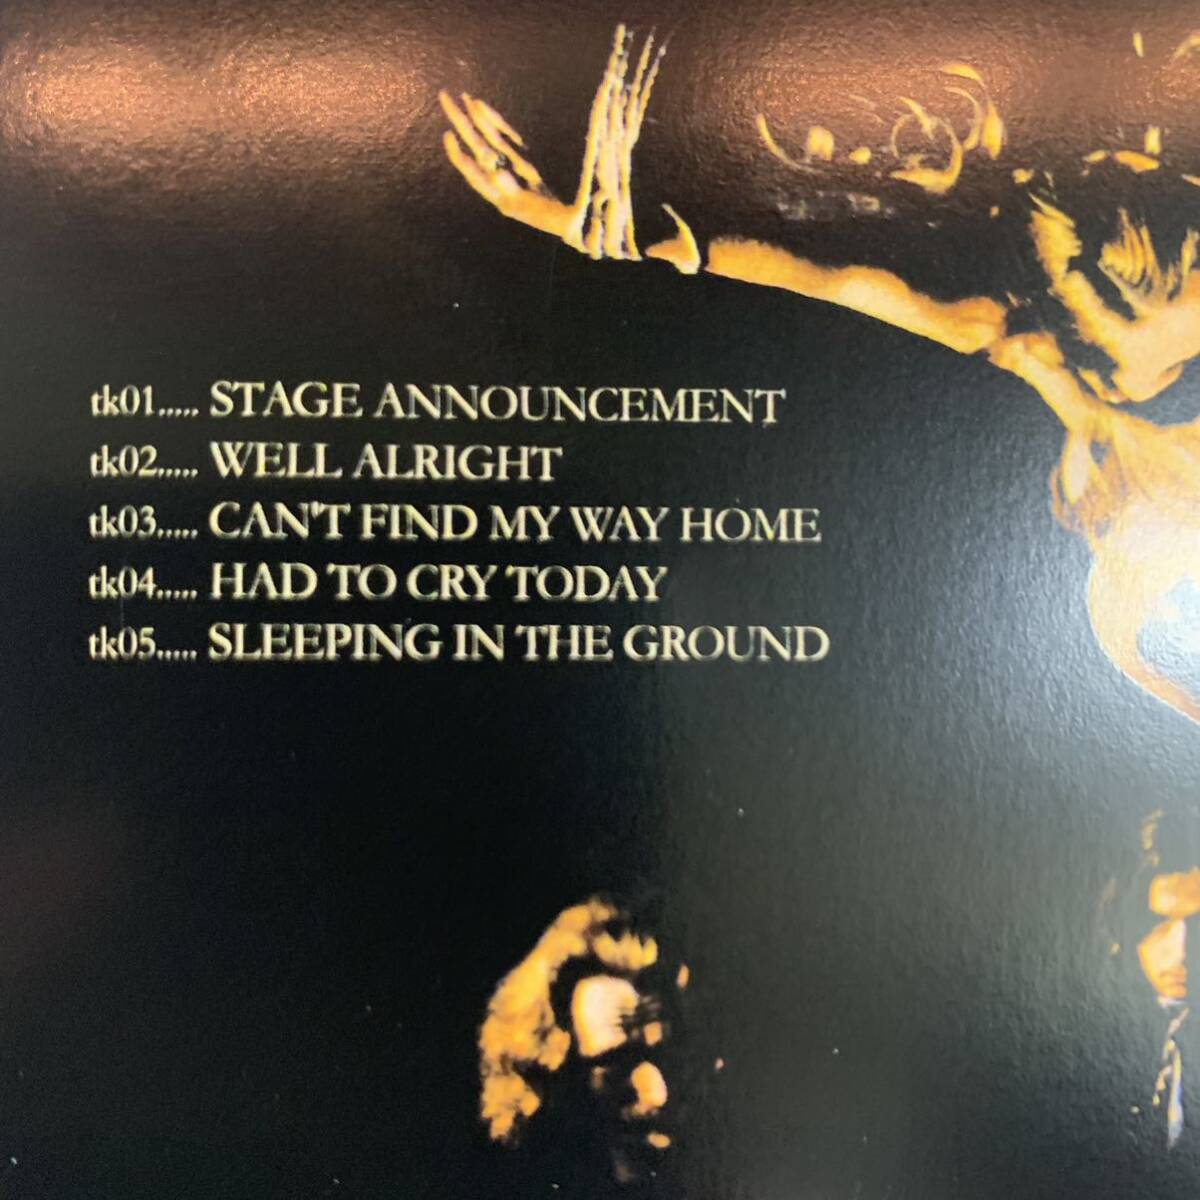 tk01..... STAGE ANNOUNCEMENT
tk02..... WELL ALRIGHT
tk03..... CAN'T FIND MY WAY HOME
tk04..... HAD TO CRY TODAY
tk05..... SLEEPING IN THE GROUND